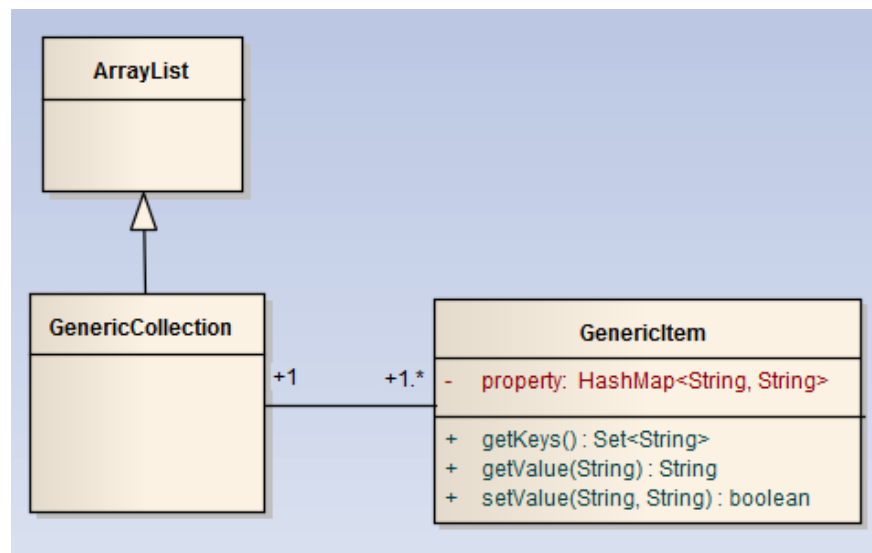 ArrayList
GenericCollection
+1
+1.*
GenericItem
- property: HashMap<String, String>
+ getKeys() : Set<String>
+ getValue(String) : String
+ setValue(String, String) : boolean